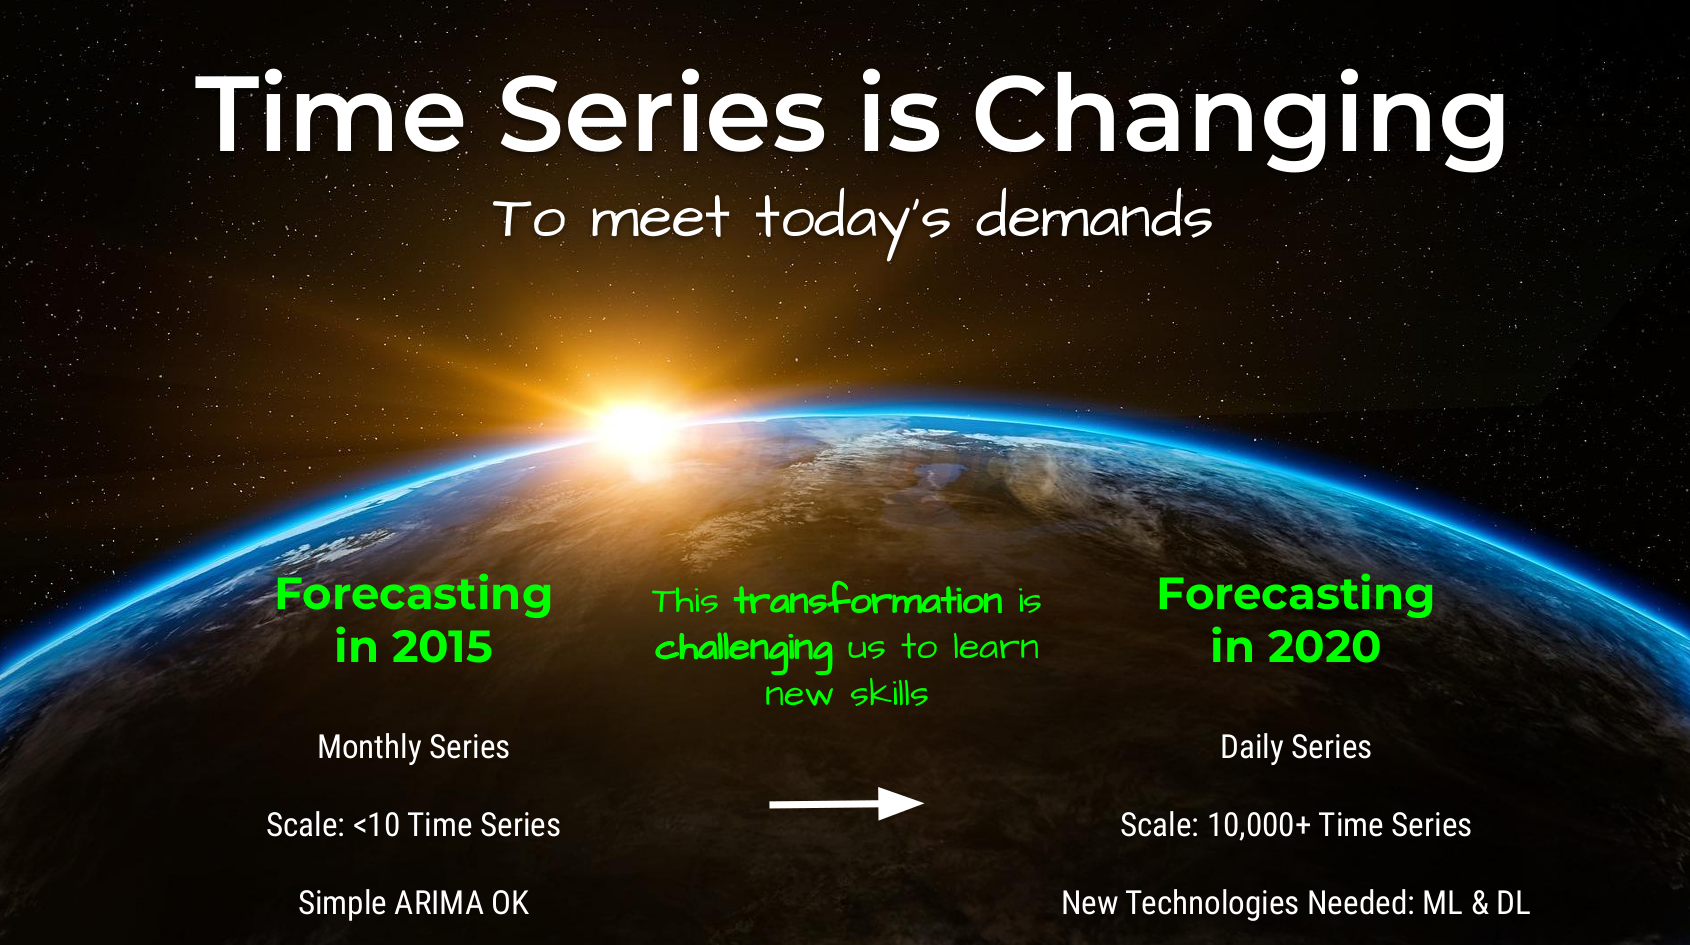 Time Series is Changing
To meet today's demands
Forecasting
in 2015
Monthly Series
Scale: <10 Time Series
Simple ARIMA OK
This transformation is
challenging us to learn
new skills
Forecasting
in 2020
Daily Series
Scale: 10,000+ Time Series
New Technologies Needed: ML & DL